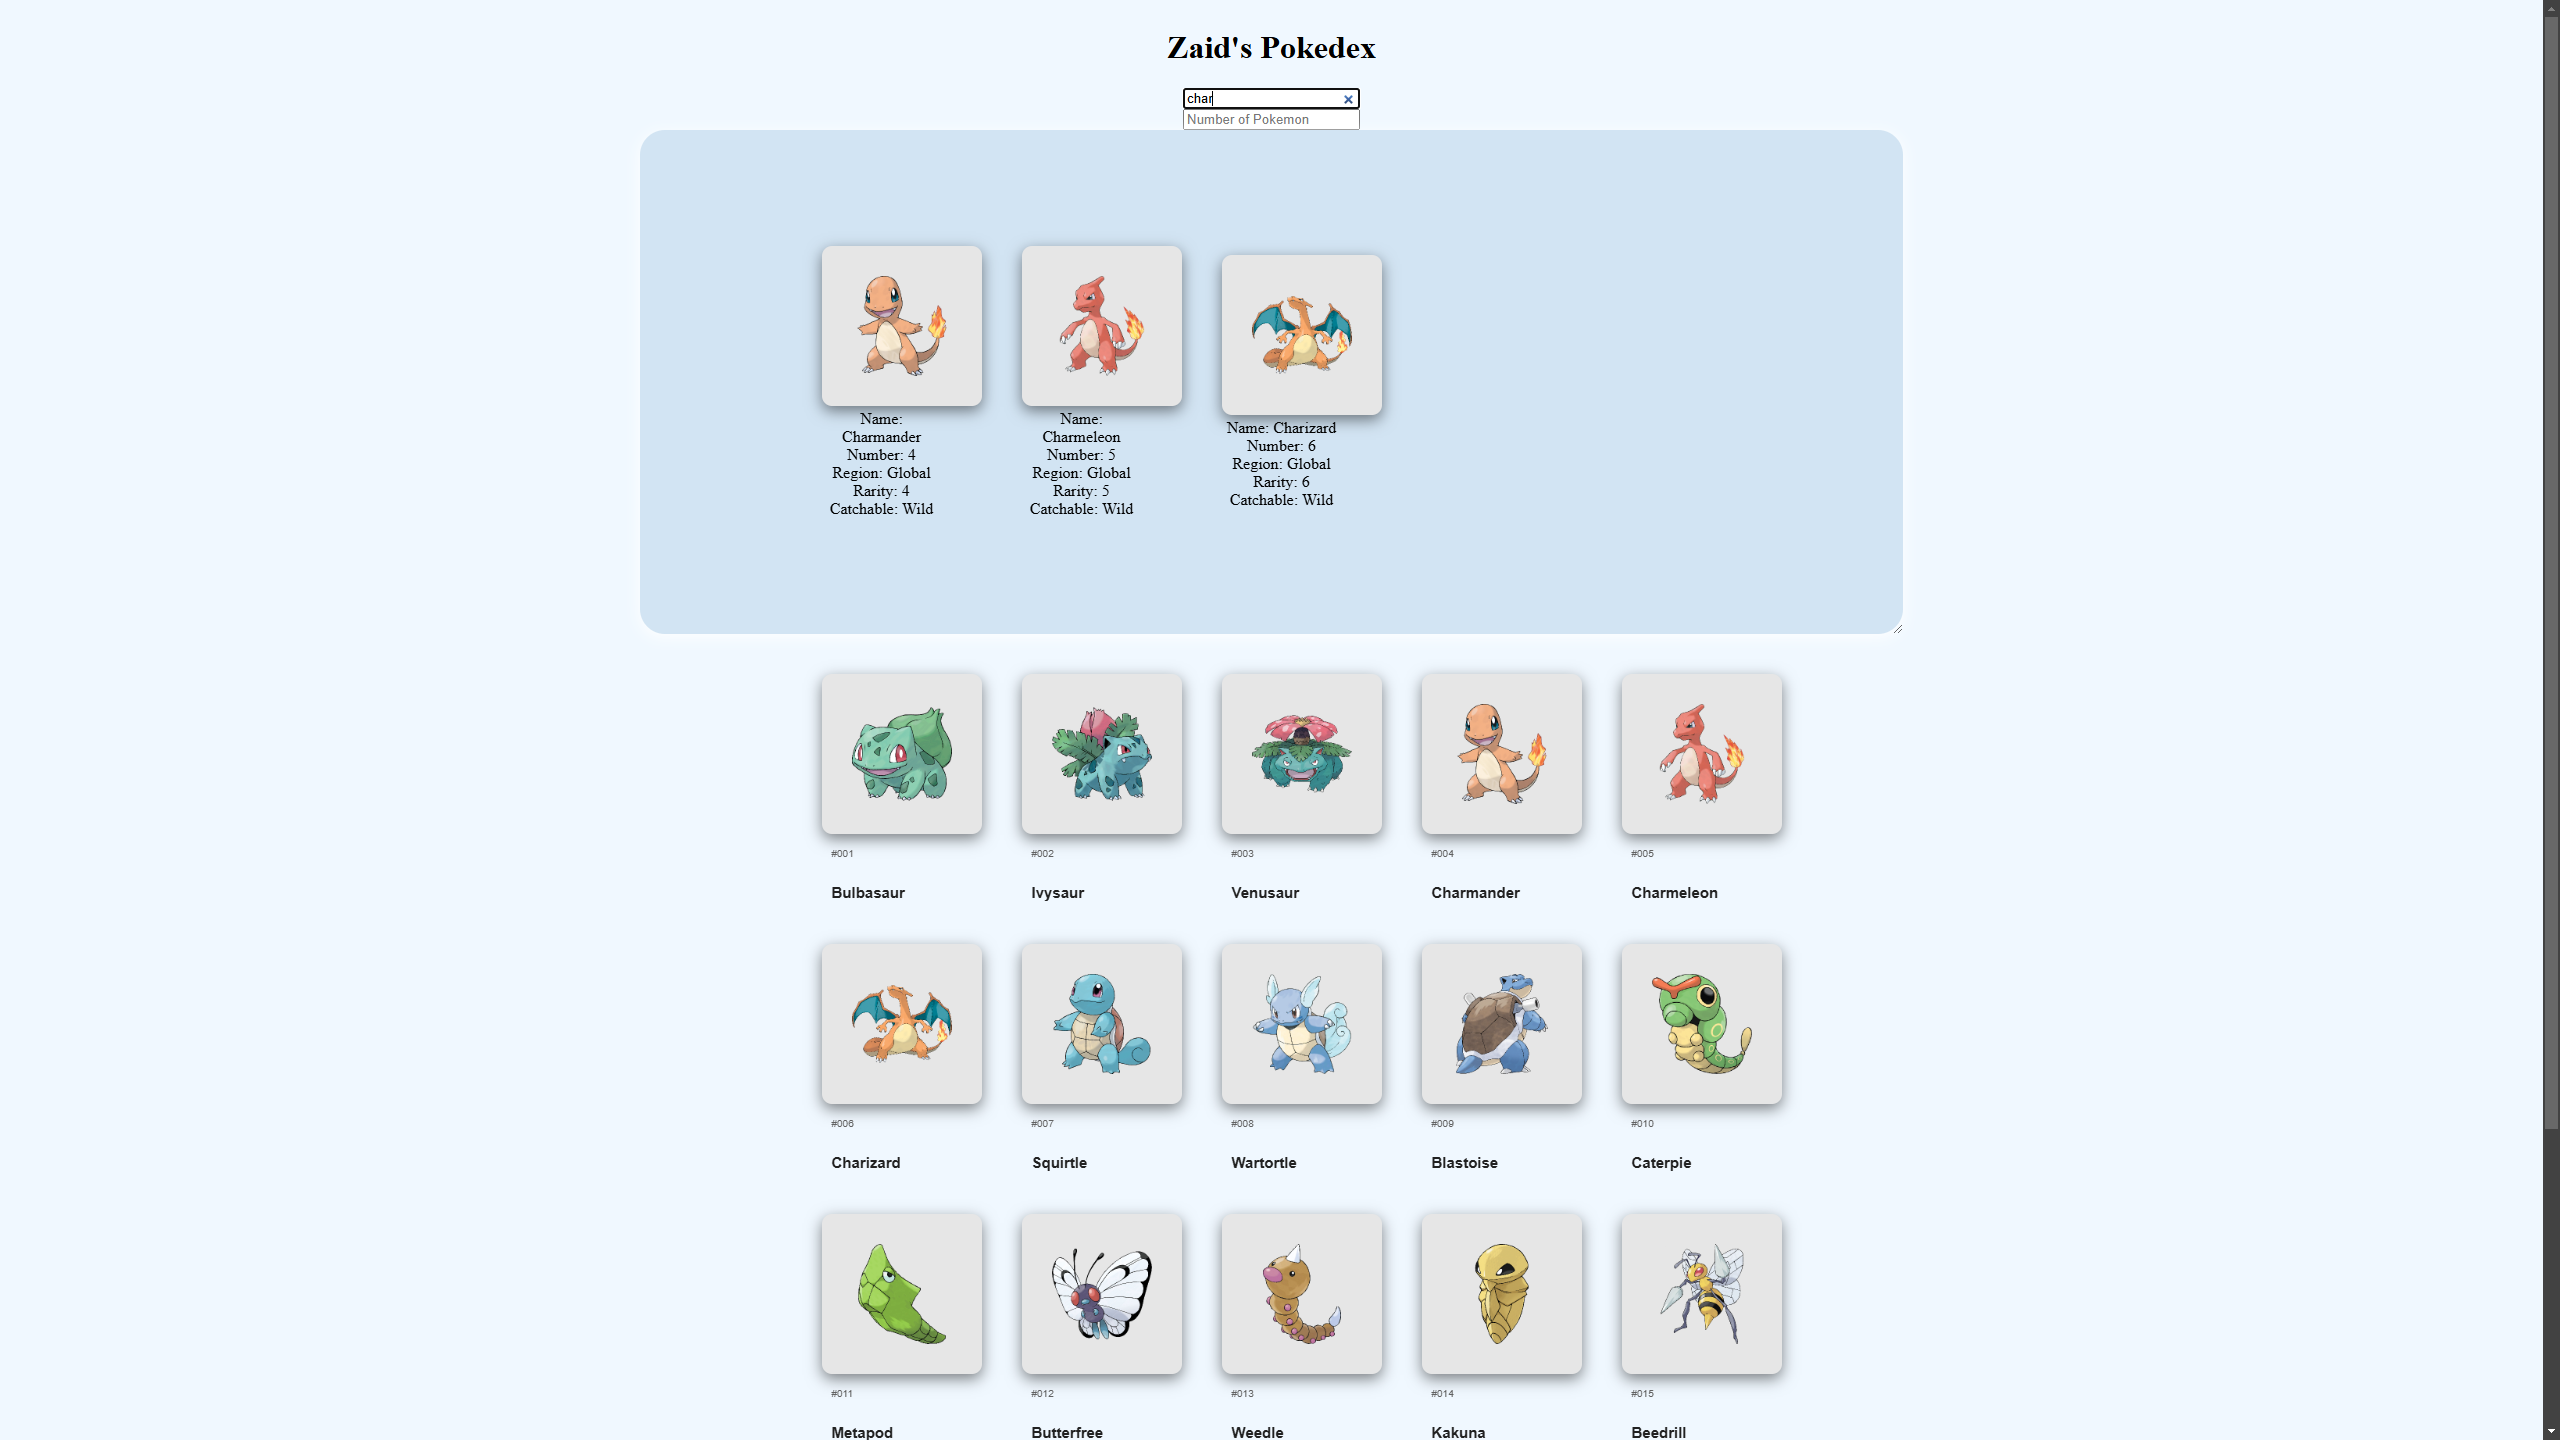 Zaid's Pokedex
char
Number of Pokemon
Name:
Charmander
Number: 4
Region: Global
Rarity: 4
Catchable: Wild
Name:
Charmeleon
Number: 5
Region: Global
Rarity: 5
Catchable: Wild
Name: Charizard
Number: 6
Region: Global
Rarity: 6
Catchable: Wild
#001
Bulbasaur
#002
Ivysaur
#003
Venusaur
#004
Charmander
#005
Charmeleon
#006
Charizard
#007
Squirtle
#008
Wartortle
#009
Blastoise
#010
Caterpie
#011
Metapod
#012
Butterfree
#013
Weedle
#014
Kakuna
#015
Beedrill